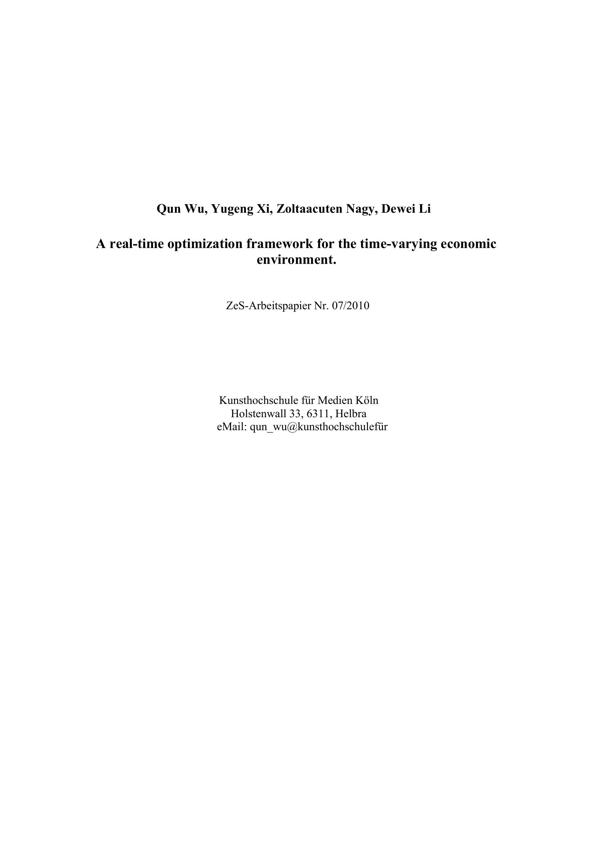 Qun Wu, Yugeng Xi, Zoltaacuten Nagy, Dewei Li
A real-time optimization framework for the time-varying economic
environment.
ZeS-Arbeitspapier Nr. 07/2010
Kunsthochschule für Medien Köln
Holstenwall 33, 6311, Helbra
eMail: qun_wu@kunsthochschulefür